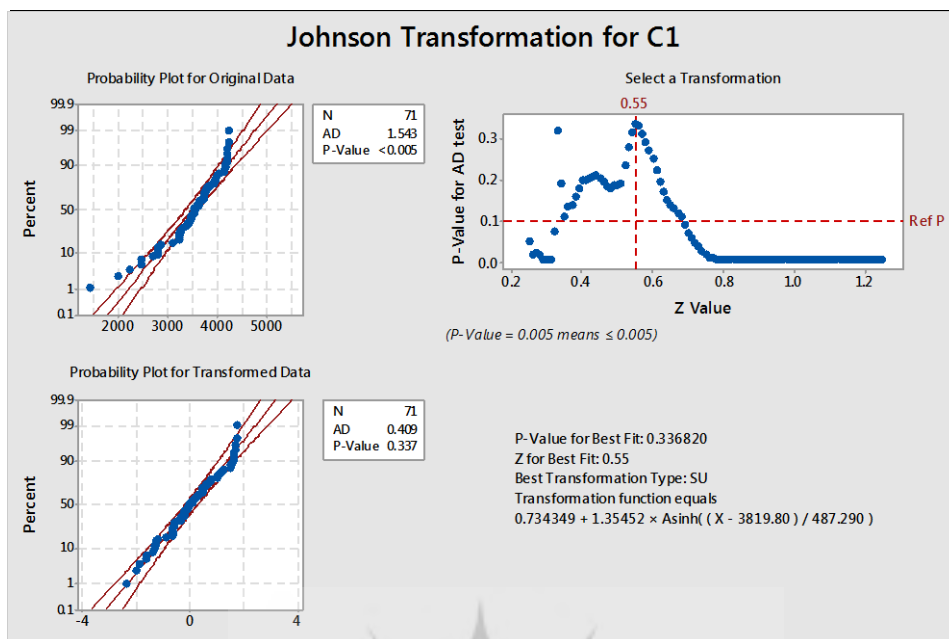 Johnson Transformation for C1
Probability Plot for Original Data
99.9
99
90
50
10
1
0.1
Percent
2000 3000 4000 5000
N 71
AD 1.543
P-Value <0.005
Select a Transformation
0.55
0.3
0.2
0.1
0.0
P-Value for AD test
Ref P
0.2 0.4 0.6 0.8 1.0 1.2
Z Value
(P-Value = 0.005 means ≤ 0.005)
Probability Plot for Transformed Data
99.9
99
90
50
10
1
0.1
Percent
-4 0 4
N 71
AD 0.409
P-Value 0.337
P-Value for Best Fit: 0.336820
Z for Best Fit: 0.55
Best Transformation Type: SU
Transformation function equals
0.734349 + 1.35452 × Asinh( ( X - 3819.80 ) / 487.290 )